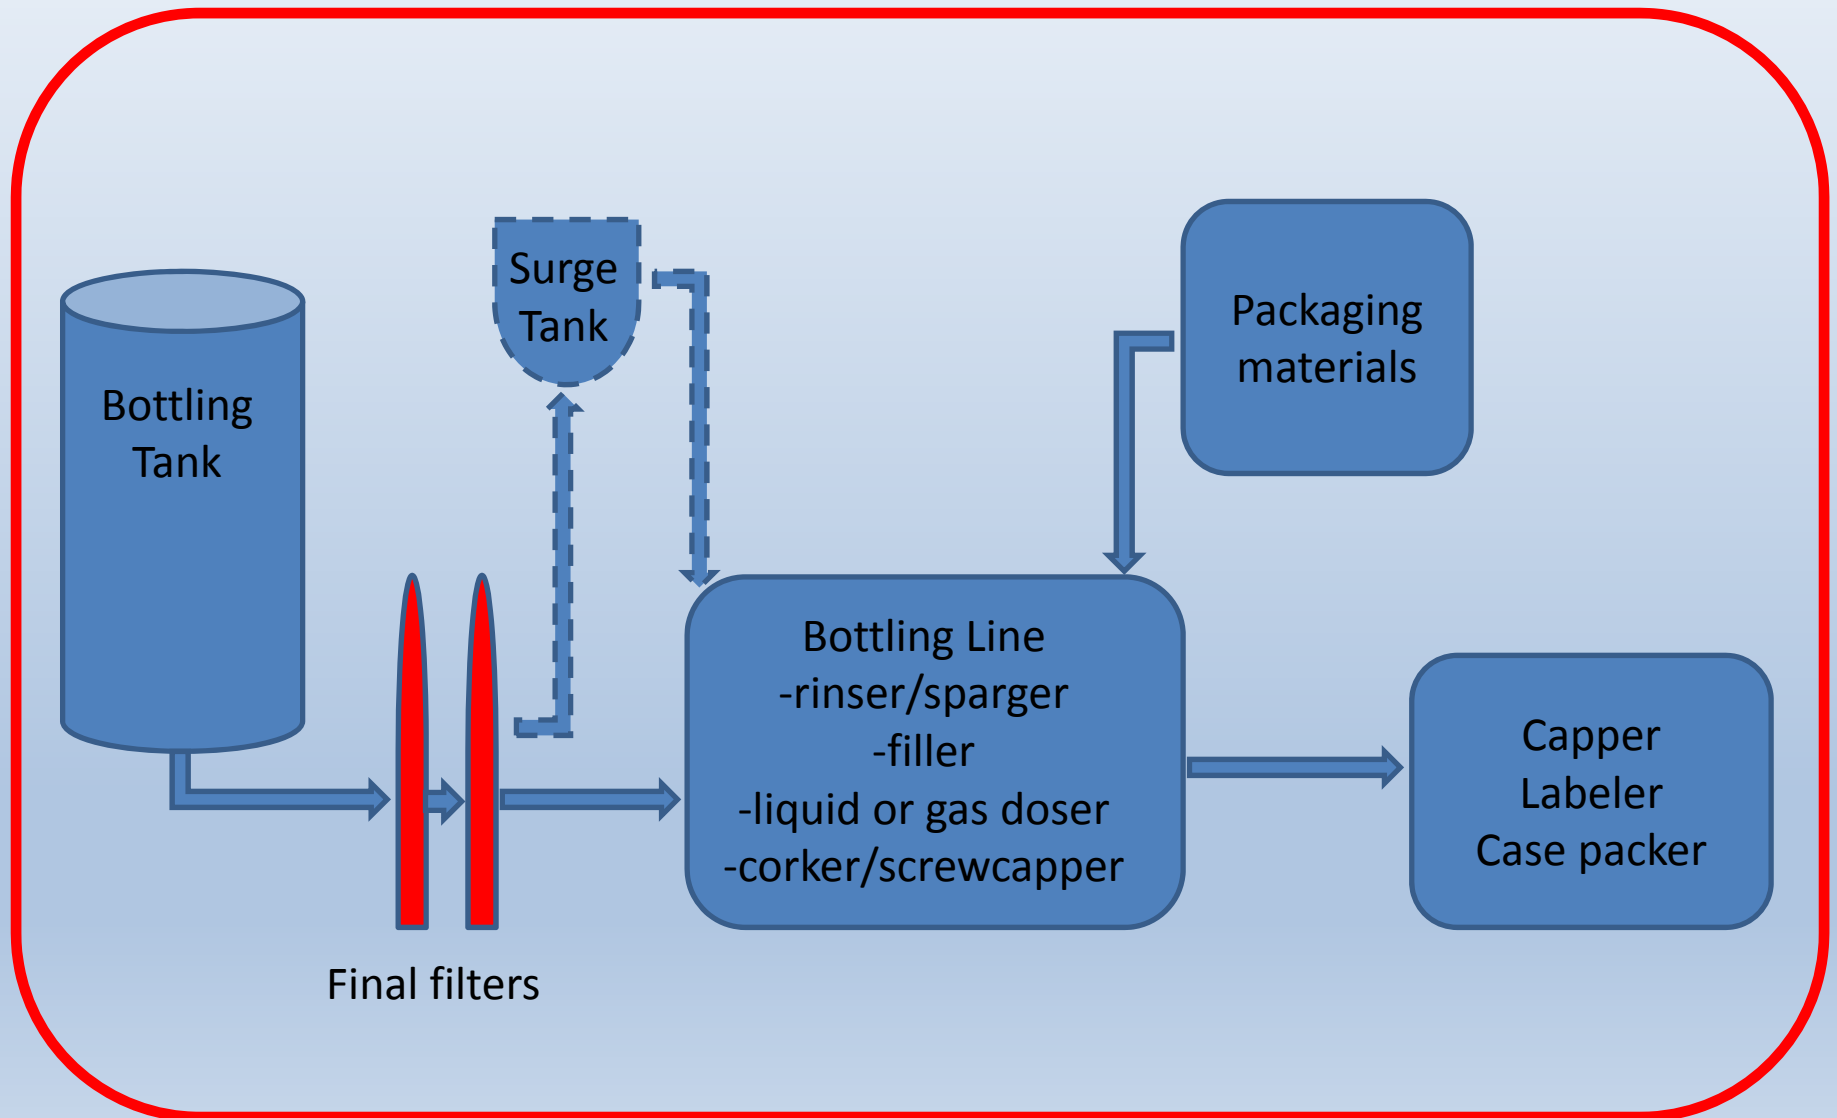 Surge
Tank
Bottling
Tank
Packaging
materials
Bottling Line
-rinser/sparger
-filler
-liquid or gas doser
-corker/screwcapper
Capper
Labeler
Case packer
Final filters